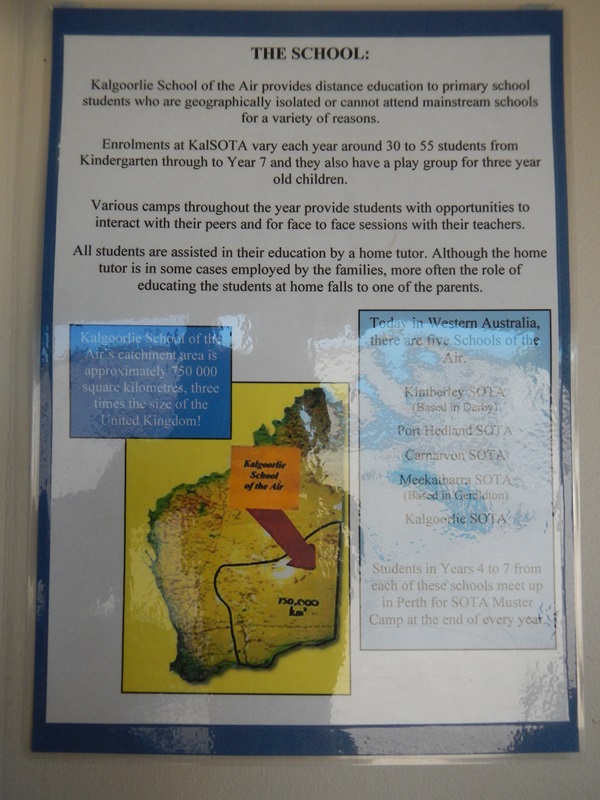 THE SCHOOL:
Kalgoorlie School of the Air provides distance education to primary school
students who are geographically isolated or cannot attend mainstream schools
for a variety of reasons.
Enrolments at KalSOTA vary each year around 30 to 55 students from
Kindergarten through to Year 7 and they also have a play group for three year
old children.
Various camps throughout the year provide students with opportunities to
interact with their peers and for face to face sessions with their teachers.
All students are assisted in their education by a home tutor. Although the home
tutor is in some cases employed by the families, more often the role of
educating the students at home falls to one of the parents.
Kalgoorlie School of the
Air's catchment area is
approximately 750 000
square kilometres, three
times the size of the
United Kingdom!
Kalgoorlie
School
of the Air
750,000
km²
Today in Western Australia,
there are five Schools of the
Air.
Kimberley SOTA
(Based in Derby)
Port Hedland SOTA
Carnarvon SOTA
Meekatharra SOTA
(Based in Geraldton)
Kalgoorlie SOTA
Students in Years 4 to 7 from
each of these schools meet up
in Perth for SOTA Muster
Camp at the end of every year.